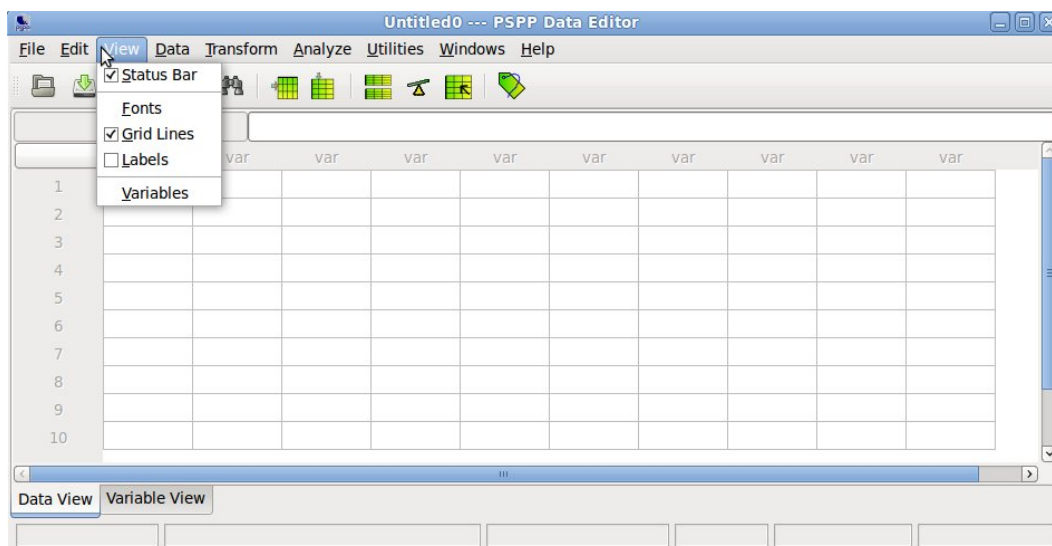 Untitled0 --- PSPP Data Editor
File Edit View Data Transform Analyze Utilities Windows Help
Status Bar
Fonts
Grid Lines
Labels
Variables
var var var var var var var var var
1
2
3
4
5
6
7
8
9
10
Data View Variable View